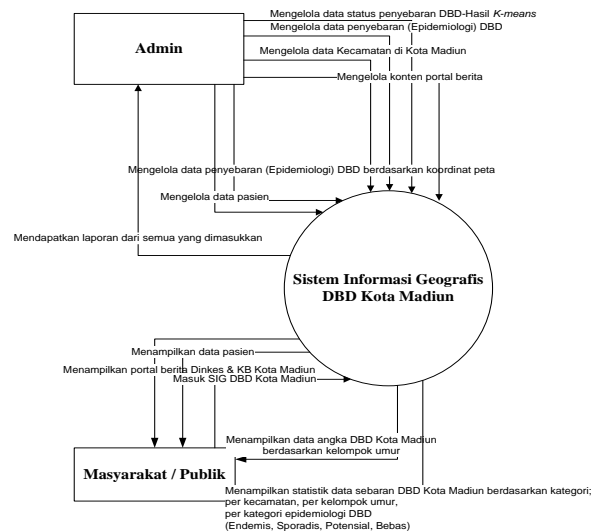 Mengelola data status penyebaran DBD-Hasil K-means
Mengelola data penyebaran (Epidemiologi) DBD
Admin
Mengelola data Kecamatan di Kota Madiun
Mengelola konten portal berita
Mengelola data penyebaran (Epidemiologi) DBD berdasarkan koordinat peta
Mengelola data pasien
Mendapatkan laporan dari semua yang dimasukkan
Sistem Informasi Geografis
DBD Kota Madiun
Menampilkan data pasien
Menampilkan portal berita Dinkes & KB Kota Madiun
Masuk SIG DBD Kota Madiun
Menampilkan data angka DBD Kota Madiun
berdasarkan kelompok umur
Masyarakat / Publik
Menampilkan statistik data sebaran DBD Kota Madiun berdasarkan kategori;
per kecamatan, per kelompok umur,
per kategori epidemiologi DBD
(Endemis, Sporadis, Potensial, Bebas)